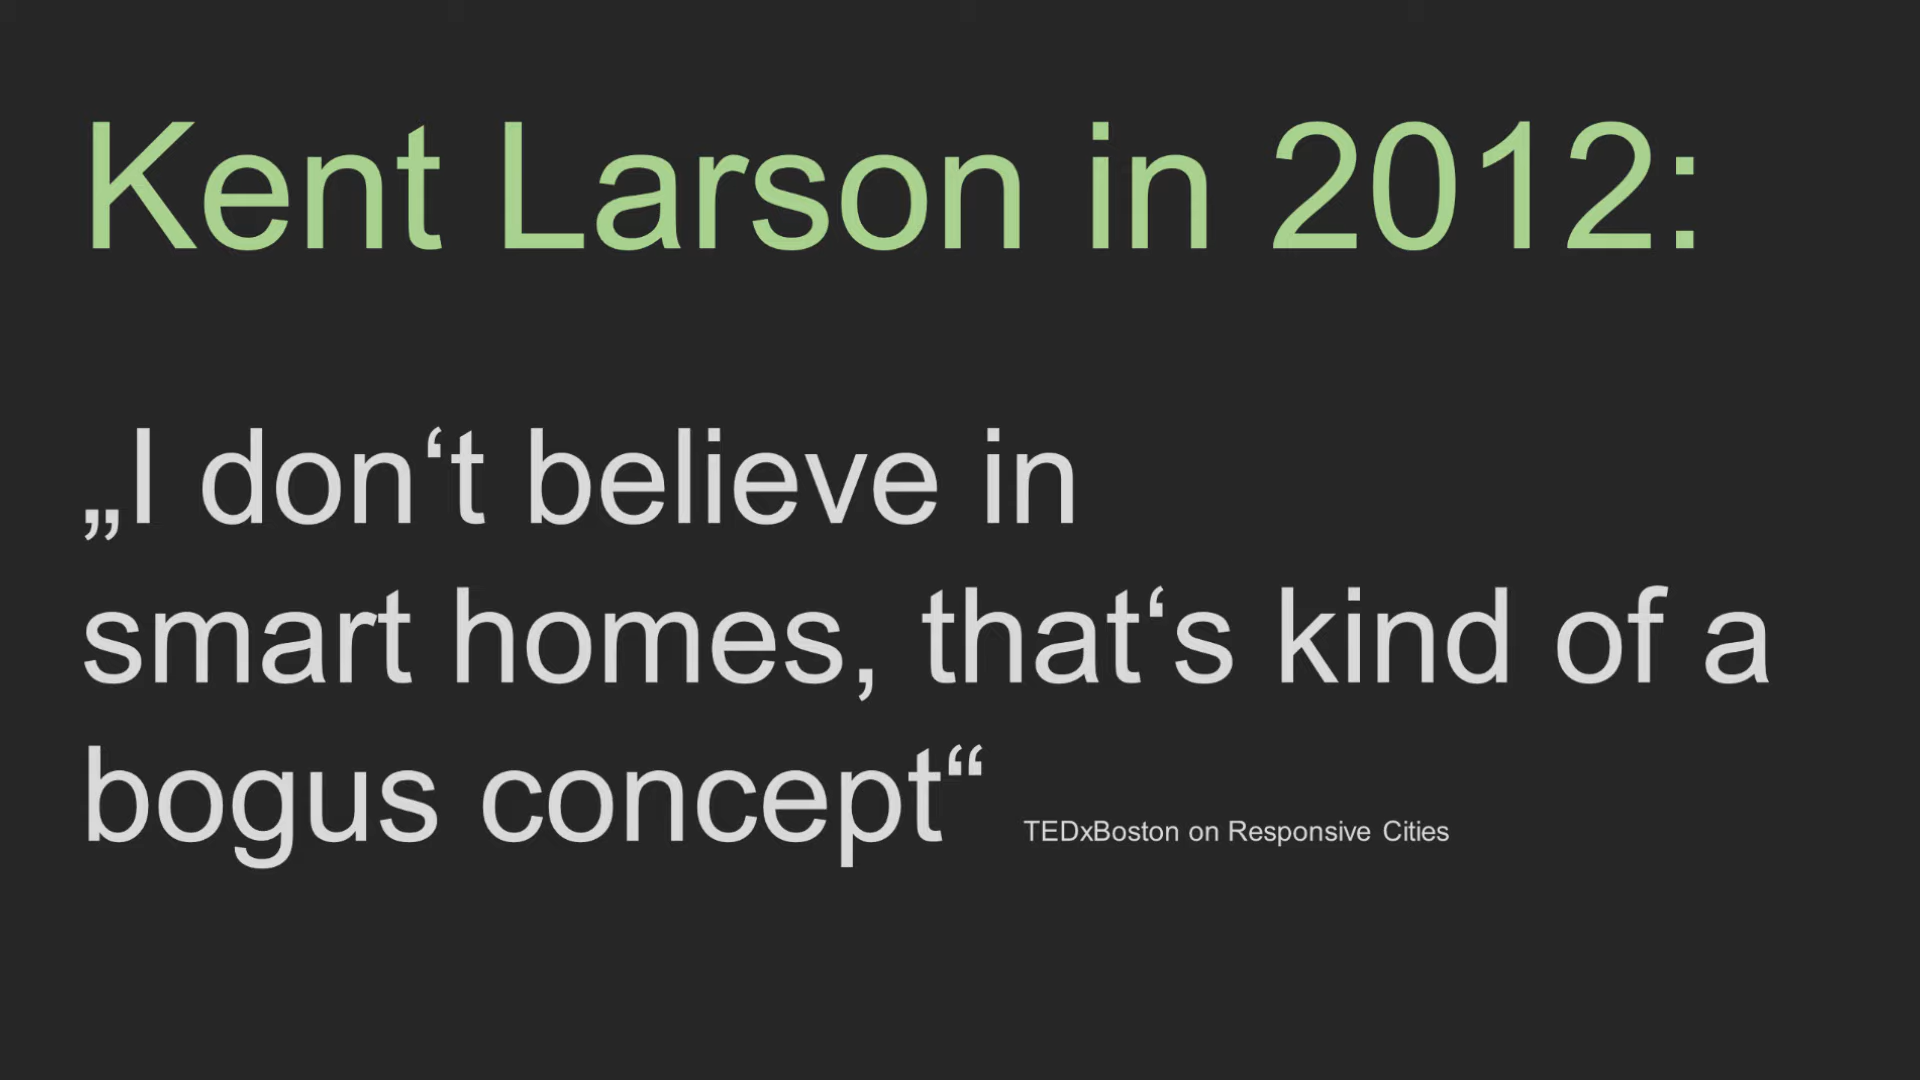 Kent Larson in 2012:
„I don‘t believe in
smart homes, that‘s kind of a
bogus concept“ TEDxBoston on Responsive Cities